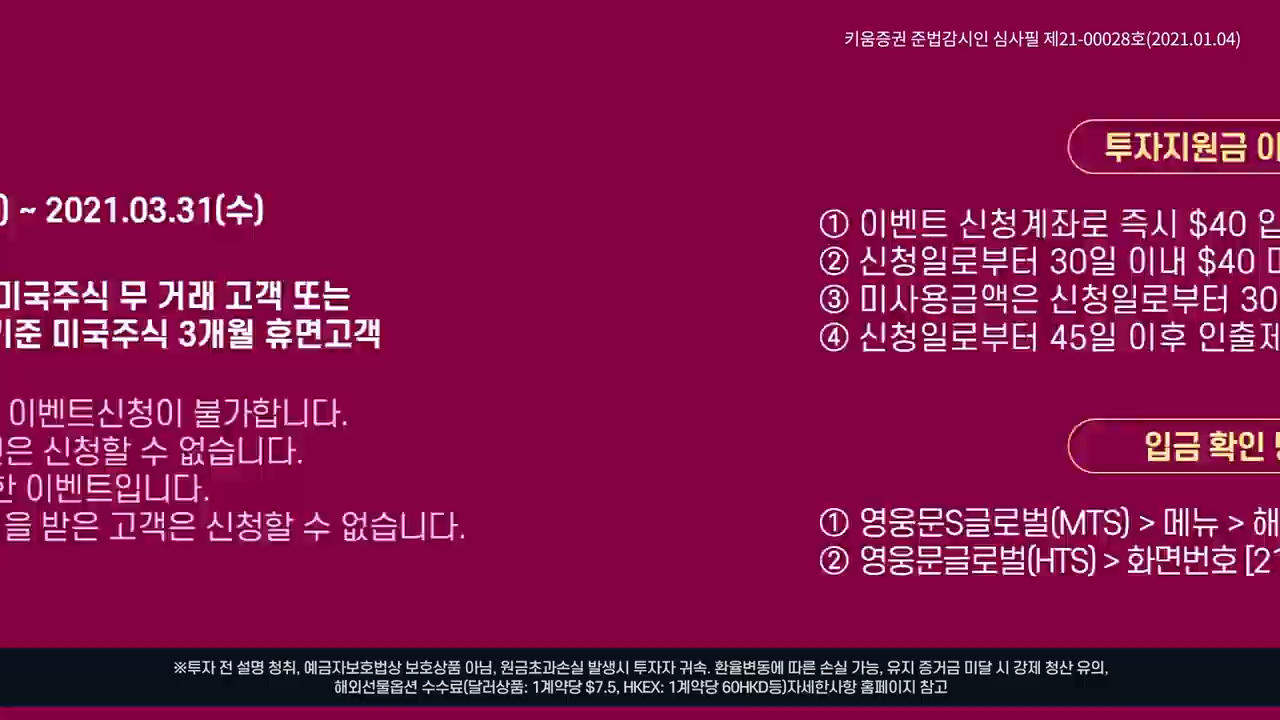 키움증권 준법감시인 심사필 제21-00028호(2021.01.04)
) ~ 2021.03.31(수)
미국주식 무 거래 고객 또는
기준 미국주식 3개월 휴면고객
이벤트신청이 불가합니다.
은 신청할 수 없습니다.
한 이벤트입니다.
을 받은 고객은 신청할 수 없습니다.
투자지원금 이
① 이벤트 신청계좌로 즉시 $40 입
② 신청일로부터 30일 이내 $40
③ 미사용금액은 신청일로부터 30
④ 신청일로부터 45일 이후 인출제
입금 확인
① 영웅문S글로벌(MTS) > 메뉴 > 해
② 영웅문글로벌(HTS) > 화면번호 [21
※투자 전 설명 청취, 예금자보호법상 보호상품 아님, 원금초과손실 발생시 투자자 귀속. 환율변동에 따른 손실 가능, 유지 증거금 미달 시 강제 청산 유의,
해외선물옵션 수수료(달러상품: 1계약당 $7.5, HKEX: 1계약당 60HKD등)자세한사항 홈페이지 참고